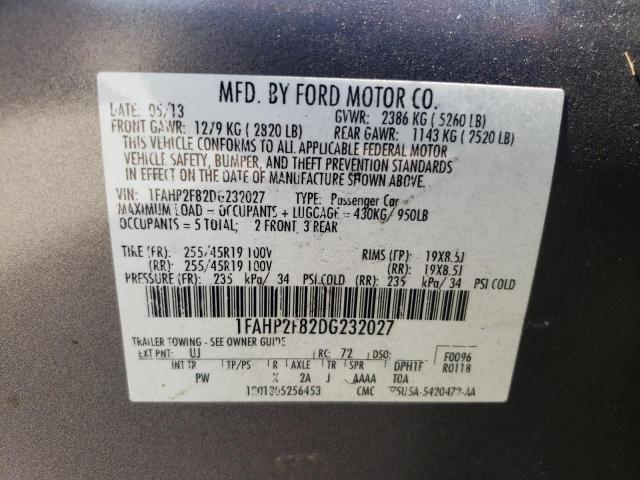 MFD. BY FORD MOTOR CO.
DATE: 05/13 GVWR: 2386 KG (5260 LB)
FRONT GAWR: 1279 KG (2820 LB) REAR GAWR: 1143 KG (2520 LB)
THIS VEHICLE CONFORMS TO ALL APPLICABLE FEDERAL MOTOR
VEHICLE SAFETY, BUMPER, AND THEFT PREVENTION STANDARDS
IN EFFECT ON THE DATE OF MANUFACTURE SHOWN ABOVE.
VIN: 1FAHP2F82DG232027 TYPE: Passenger Car
MAXIMUM LOAD = OCCUPANTS + LUGGAGE = 430KG/ 950LB
OCCUPANTS = 5 TOTAL; 2 FRONT, 3 REAR
TIRE (FR): 255/45R19 100V RIMS (FR): 19X8.5J
(RR): 255/45R19 100V (RR): 19X8.5J
PRESSURE (FR): 235 kPa/ 34 PSI COLD (RR): 235 kPa/ 34 PSI COLD
1FAHP2F82DG232027
TRAILER TOWING - SEE OWNER GUIDE
EXT PNT: UJ RC: 72 DSO: F0096
INT TR TP/PS R AXLE TR SPR DPHTF R0118
PW X 2A J AAAA TOA
1201305256453 CMC 5U5A-5420472-AA